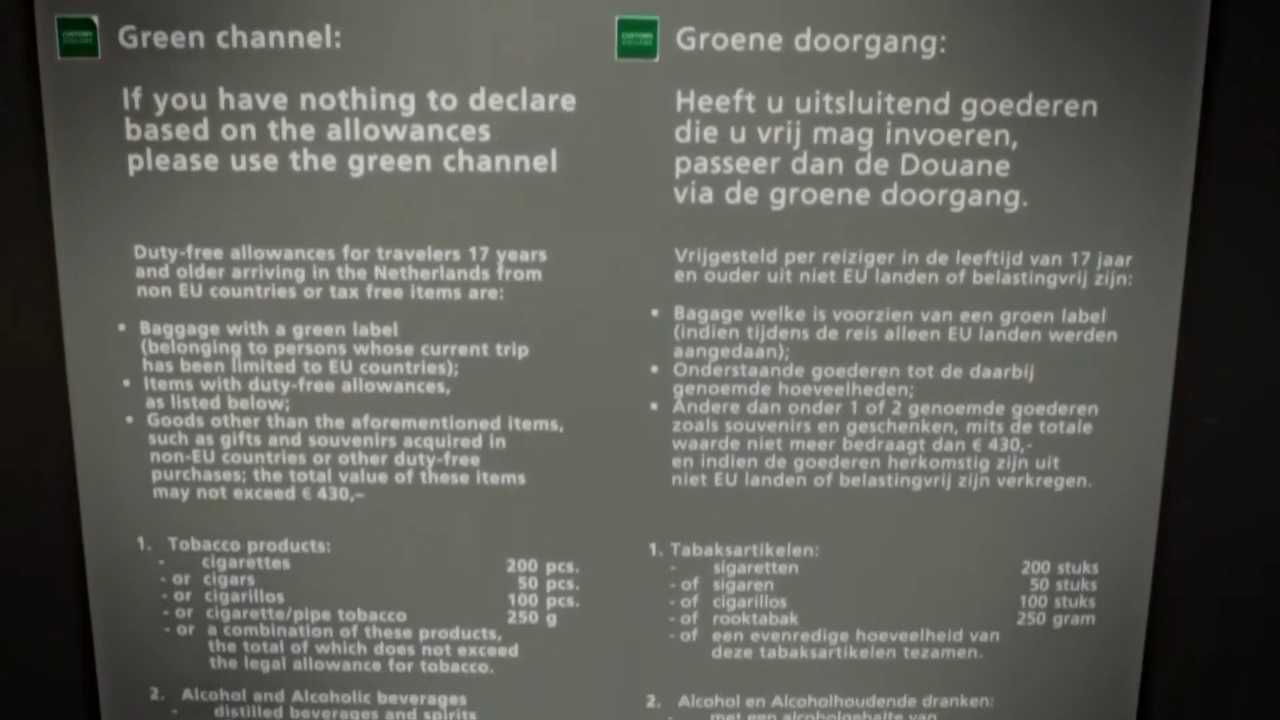 Green channel:
If you have nothing to declare
based on the allowances
please use the green channel
Duty-free allowances for travelers 17 years
and older arriving in the Netherlands from
non EU countries or tax free items are:
• Baggage with a green label
(belonging to persons whose current trip
has been limited to EU countries);
• Items with duty-free allowances,
as listed below;
• Goods other than the aforementioned items,
such as gifts and souvenirs acquired in
non-EU countries or other duty-free
purchases; the total value of these items
may not exceed € 430,–
1. Tobacco products:
- cigarettes 200 pcs.
- or cigars 50 pcs.
- or cigarillos 100 pcs.
- or cigarette/pipe tobacco 250 g
- or a combination of these products,
the total of which does not exceed
the legal allowance for tobacco.
2. Alcohol and Alcoholic beverages
- distilled beverages and spirits
Groene doorgang:
Heeft u uitsluitend goederen
die u vrij mag invoeren,
passeer dan de Douane
via de groene doorgang.
Vrijgesteld per reiziger in de leeftijd van 17 jaar
en ouder uit niet EU landen of belastingvrij zijn:
• Bagage welke is voorzien van een groen label
(indien tijdens de reis alleen EU landen werden
aangedaan);
• Onderstaande goederen tot de daarbij
genoemde hoeveelheden;
• Andere dan onder 1 of 2 genoemde goederen
zoals souvenirs en geschenken, mits de totale
waarde niet meer bedraagt dan € 430,-
en indien de goederen herkomstig zijn uit
niet EU landen of belastingvrij zijn verkregen.
1. Tabaksartikelen:
- sigaretten 200 stuks
- of sigaren 50 stuks
- of cigarillos 100 stuks
- of rooktabak 250 gram
- of een evenredige hoeveelheid van
deze tabaksartikelen tezamen.
2. Alcohol en Alcoholhoudende dranken:
- met een alcoholgehalte van